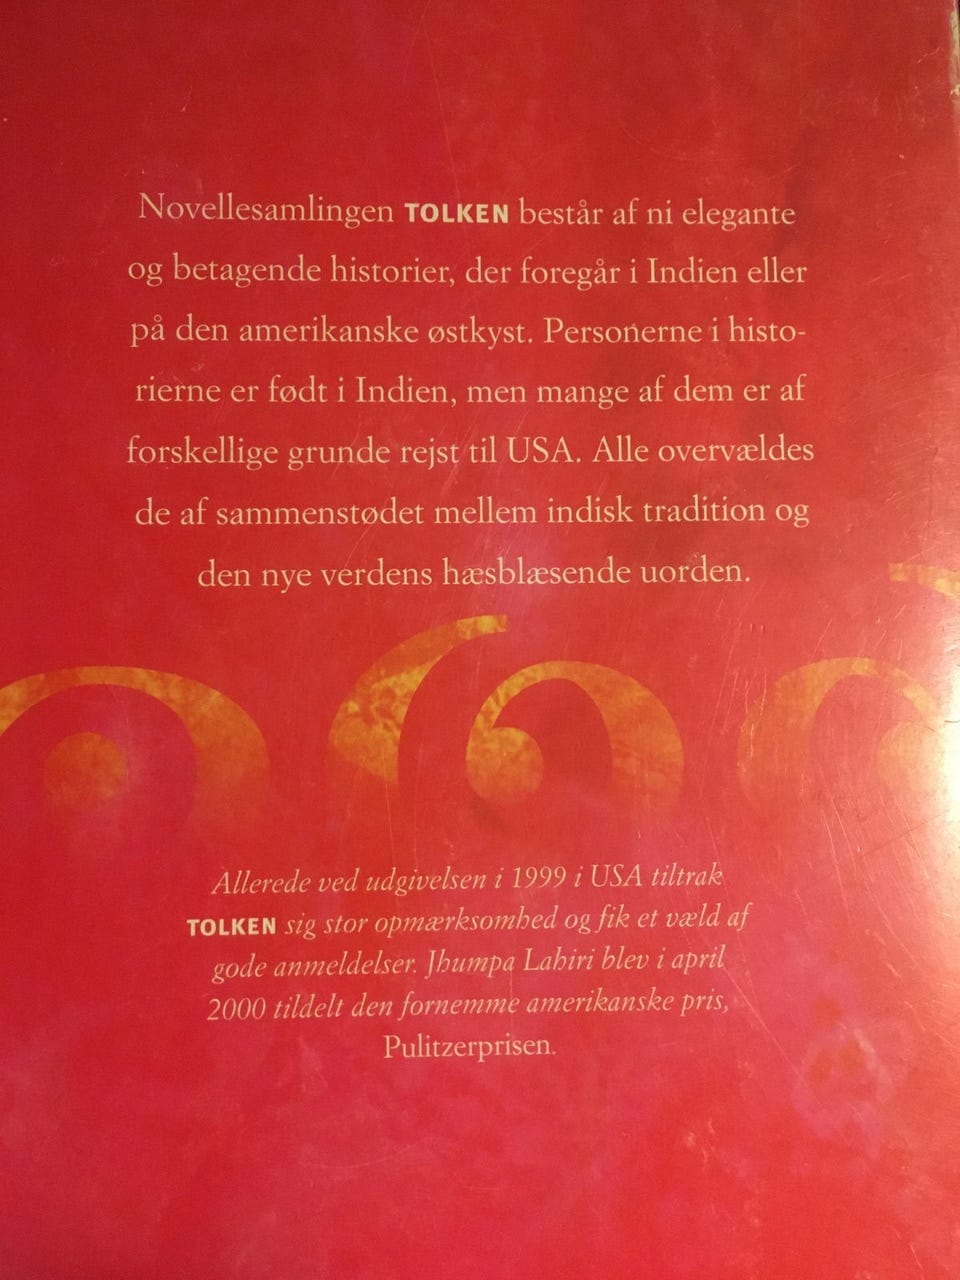 Novellesamlingen TOLKEN består af ni elegante
og betagende historier, der foregår i Indien eller
på den amerikanske østkyst. Personerne i histo-
rierne er født i Indien, men mange af dem er af
forskellige grunde rejst til USA. Alle overvældes
de af sammenstødet mellem indisk tradition og
den nye verdens hæsblæsende uorden.
Allerede ved udgivelsen i 1999 i USA tiltrak
TOLKEN sig stor opmærksomhed og fik et væld af
gode anmeldelser. Jhumpa Lahiri blev i april
2000 tildelt den fornemme amerikanske pris,
Pulitzerprisen.